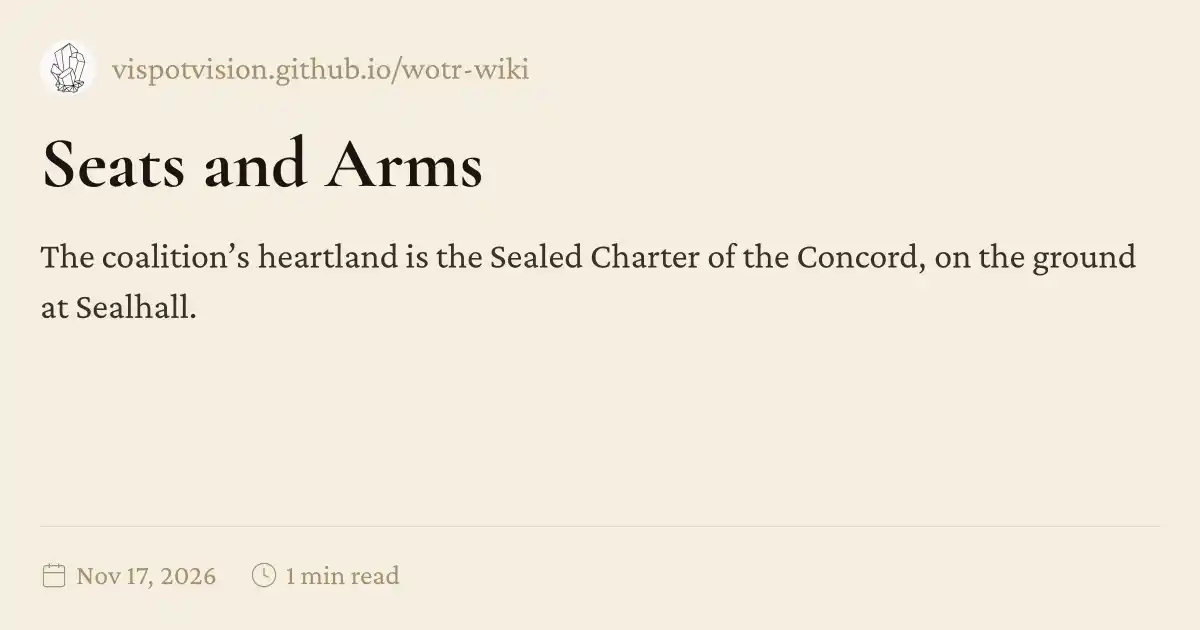 vispotvision.github.io/wotr-wiki
Seats and Arms
The coalition’s heartland is the Sealed Charter of the Concord, on the ground
at Sealhall.
Nov 17, 2026
1 min read